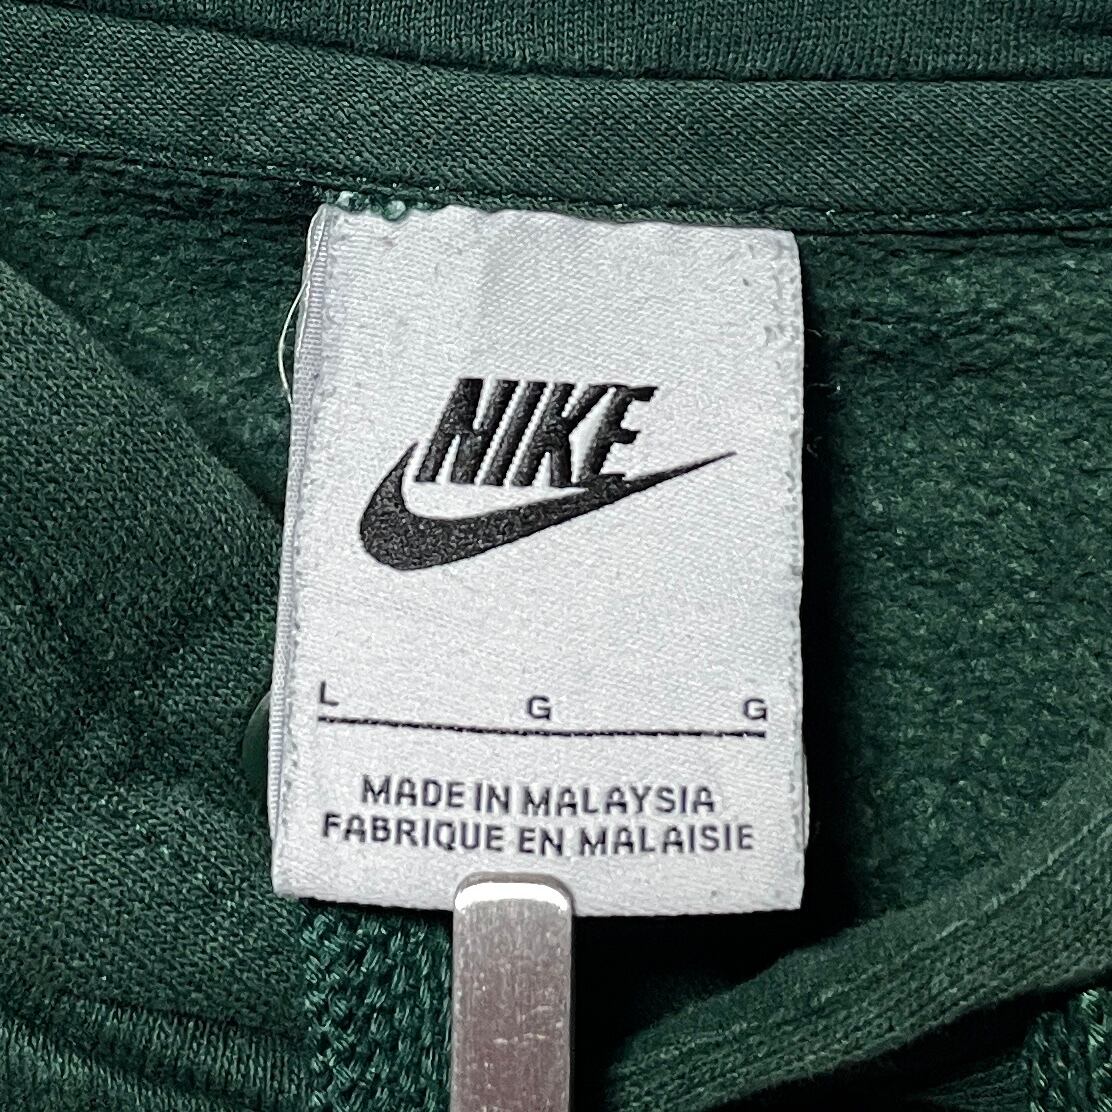 NIKE
L G G
MADE IN MALAYSIA
FABRIQUE EN MALAISIE